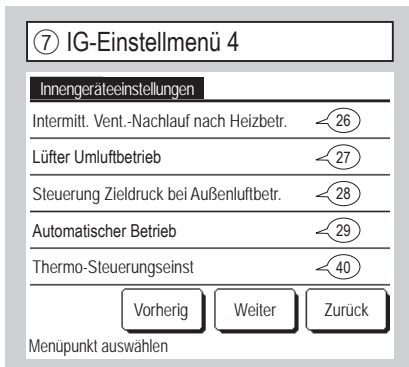 ⑦ IG-Einstellmenü 4
Innengeräteeinstellungen
Intermitt. Vent.-Nachlauf nach Heizbetr. 26
Lüfter Umluftbetrieb 27
Steuerung Zieldruck bei Außenluftbetr. 28
Automatischer Betrieb 29
Thermo-Steuerungseinst 40
Vorherig Weiter Zurück
Menüpunkt auswählen